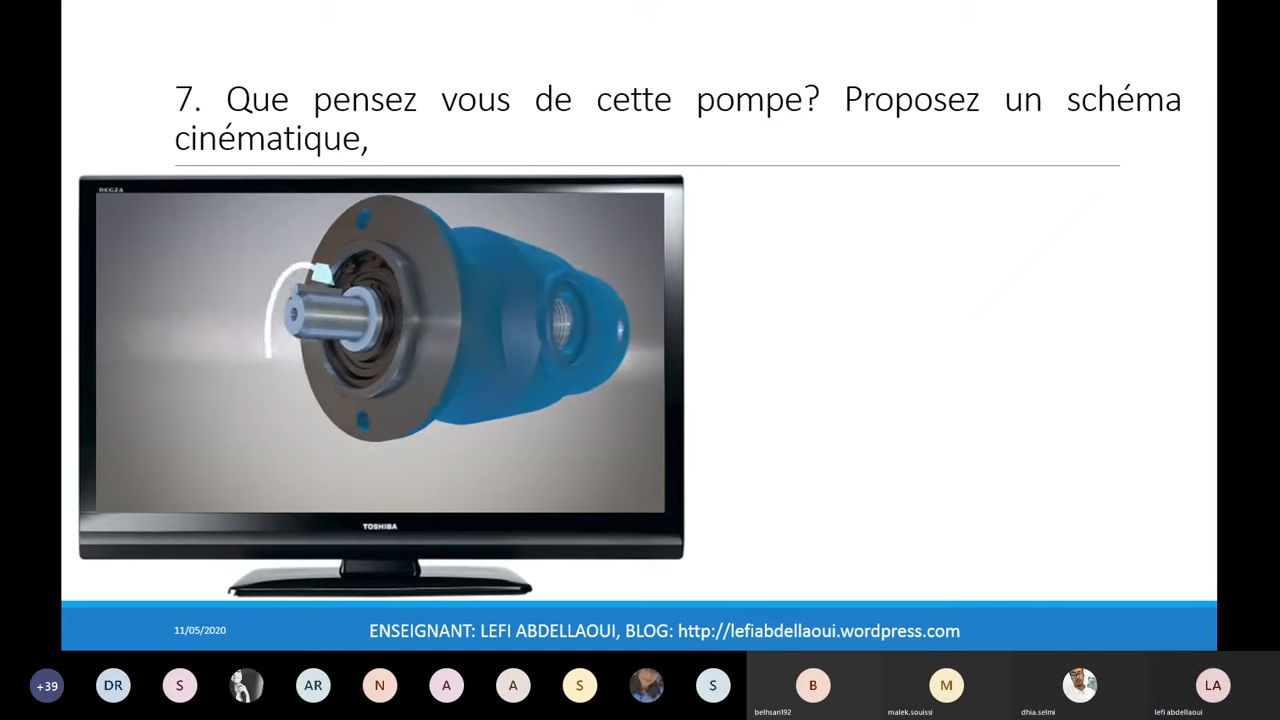 7. Que pensez vous de cette pompe? Proposez un schéma
cinématique,
REGZA
TOSHIBA
11/05/2020
ENSEIGNANT: LEFI ABDELLAOUI, BLOG: http://lefiabdellaoui.wordpress.com
+39
DR
S
AR
N
A
A
S
S
B
M
LA
belhsan192
malek.souissi
dhia.selmi
lefi abdellaoui